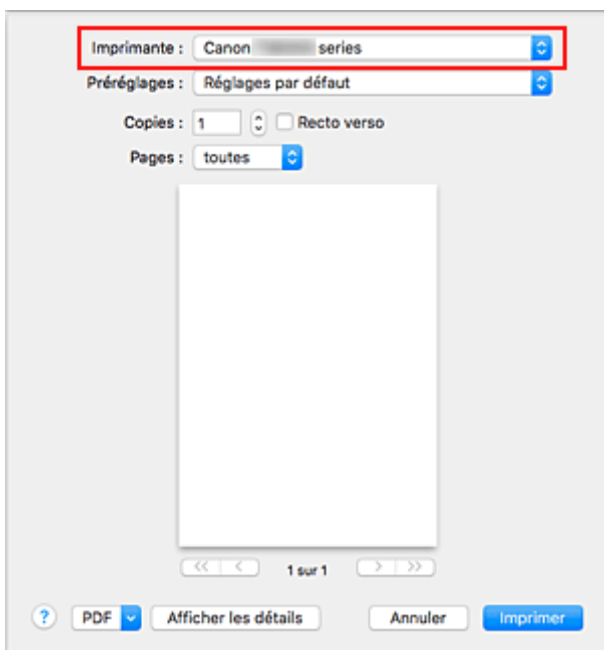 Imprimante : Canon series
Préréglages : Réglages par défaut
Copies : 1 Recto verso
Pages : toutes
<< < 1 sur 1 > >>
? PDF Afficher les détails Annuler Imprimer